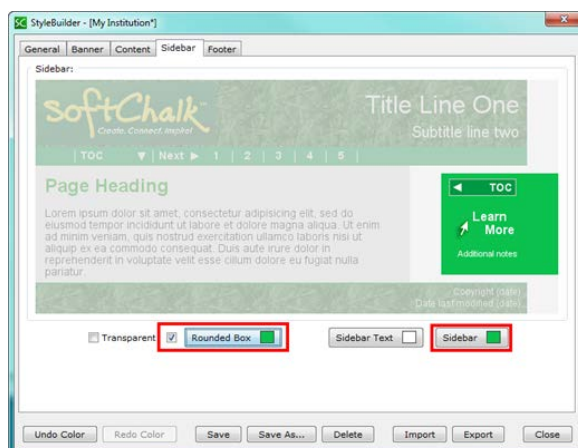 SC StyleBuilder - [My Institution*]
General Banner Content Sidebar Footer
Sidebar:
SoftChalk
Create. Connect. Inspire!
Title Line One
Subtitle line two
TOC ▼ | Next ► | 1 | 2 | 3 | 4 | 5 |
Page Heading
Lorem ipsum dolor sit amet, consectetur adipisicing elit, sed do
eiusmod tempor incididunt ut labore et dolore magna aliqua. Ut enim
ad minim veniam, quis nostrud exercitation ullamco laboris nisi ut
aliquip ex ea commodo consequat. Duis aute irure dolor in
reprehenderit in voluptate velit esse cillum dolore eu fugiat nulla
pariatur.
◄ TOC
Learn
More
Additional notes
Copyright (date)
Date last modified (date)
Transparent Rounded Box Sidebar Text Sidebar
Undo Color Redo Color Save Save As... Delete Import Export Close